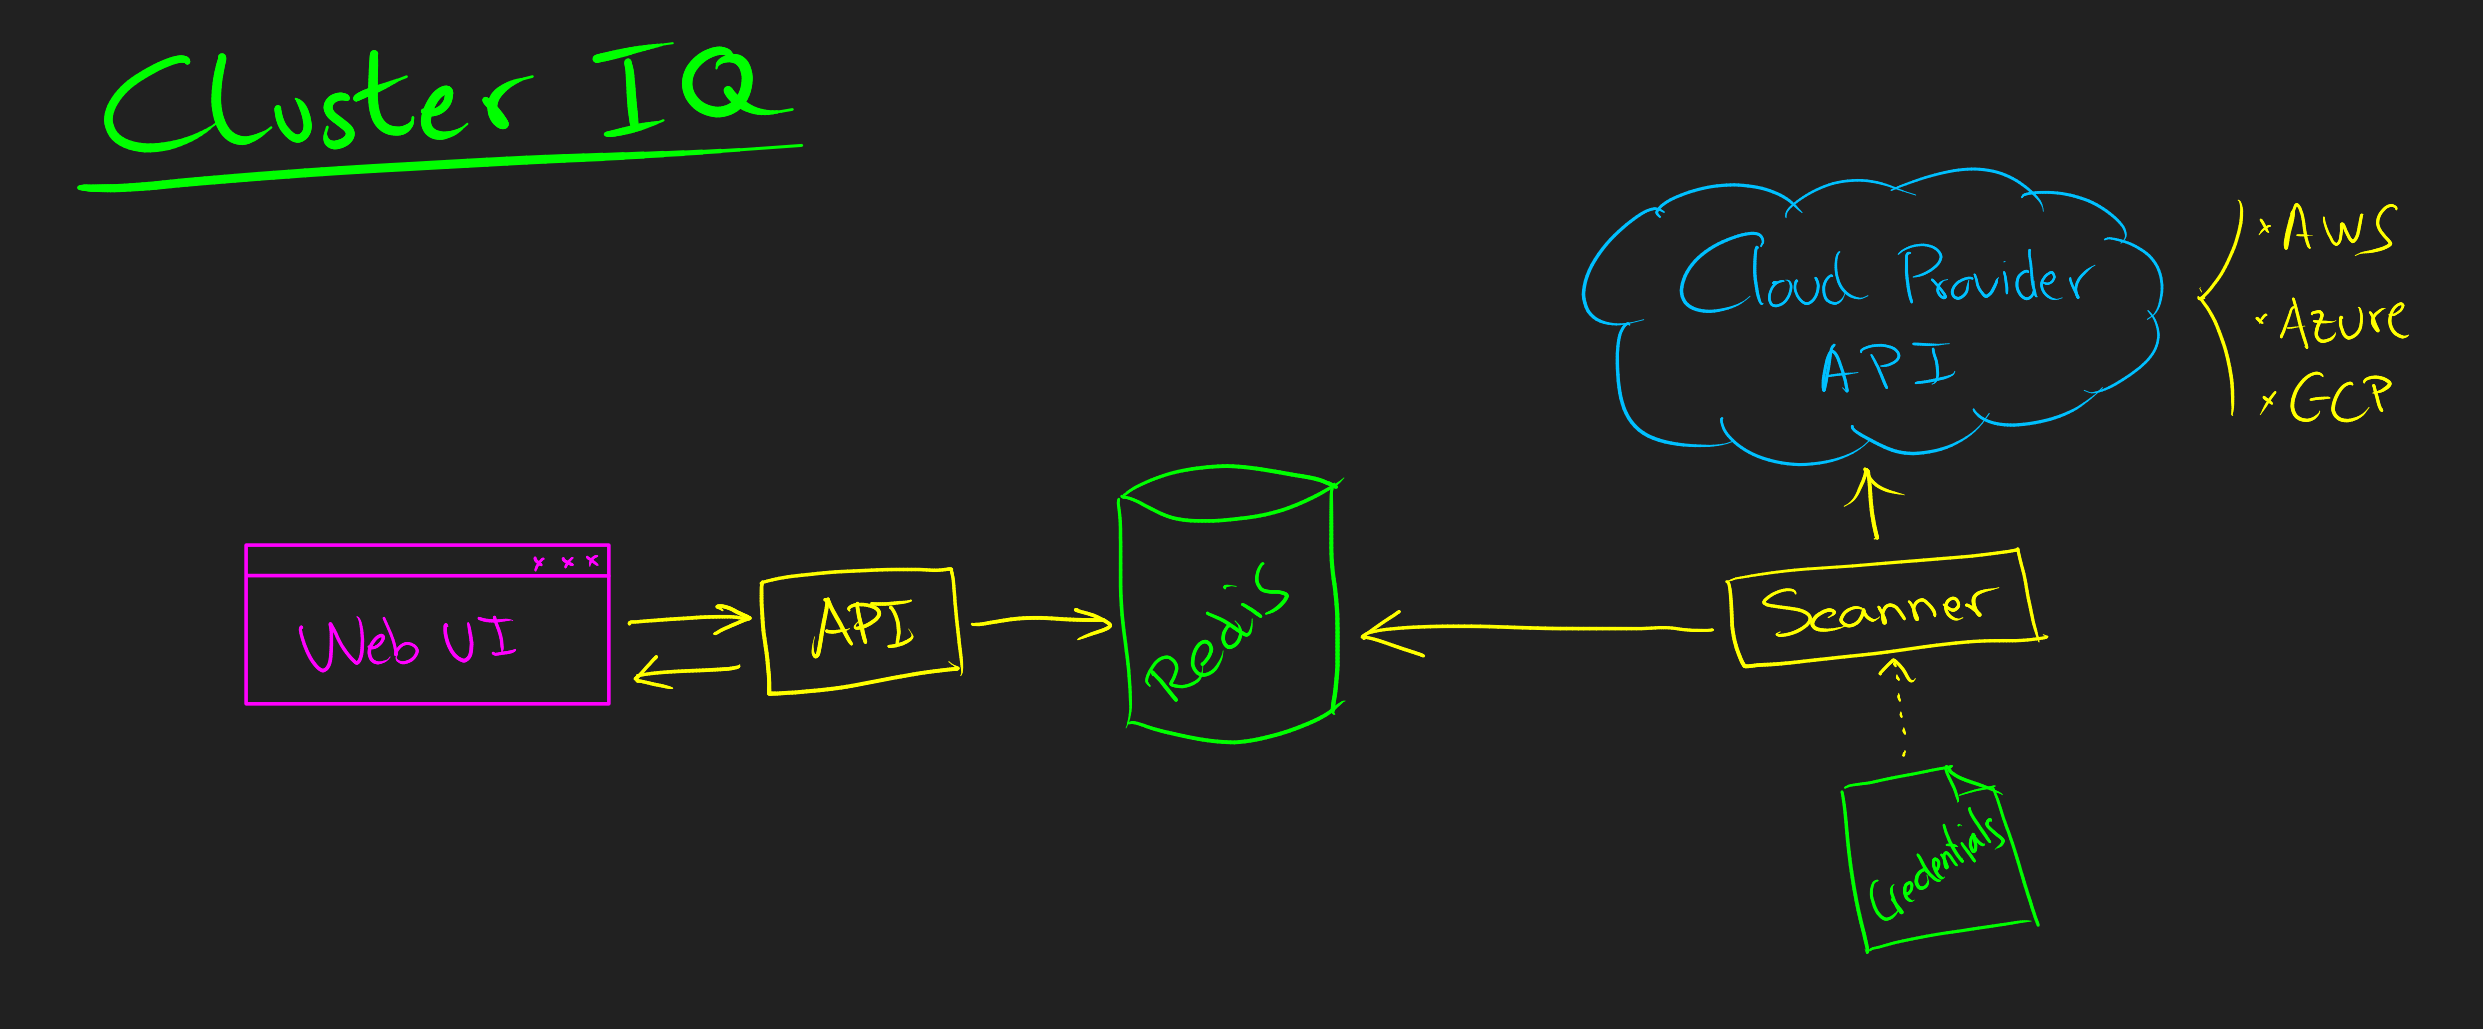 Cluster IQ
Cloud Provider
API
AWS
Azure
GCP
Web UI
API
Redis
Scanner
Credentials